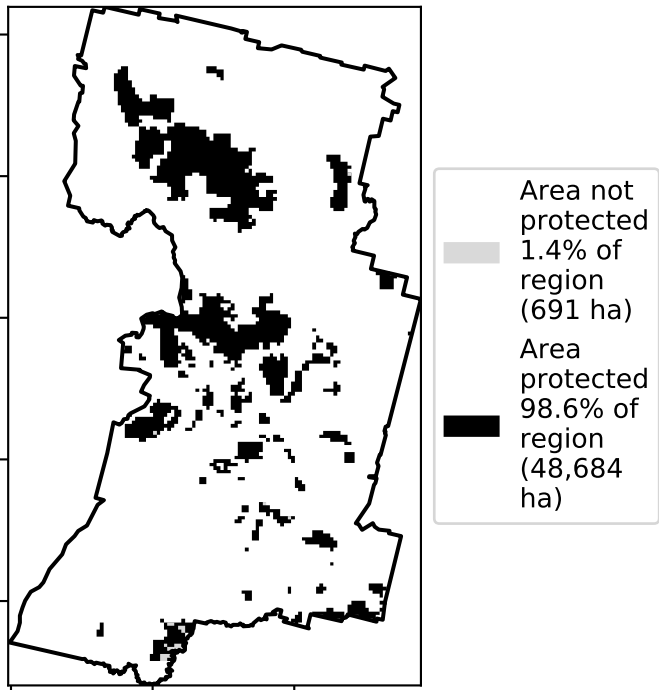 Area not
protected
1.4% of
region
(691 ha)
Area
protected
98.6% of
region
(48,684
ha)